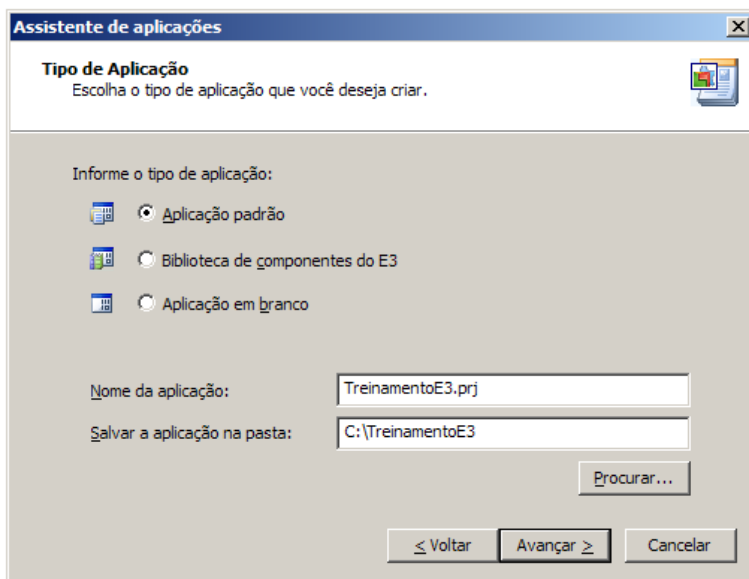 Assistente de aplicações
Tipo de Aplicação
Escolha o tipo de aplicação que você deseja criar.
Informe o tipo de aplicação:
Aplicação padrão
Biblioteca de componentes do E3
Aplicação em branco
Nome da aplicação: TreinamentoE3.prj
Salvar a aplicação na pasta: C:\TreinamentoE3
Procurar...
< Voltar Avançar > Cancelar